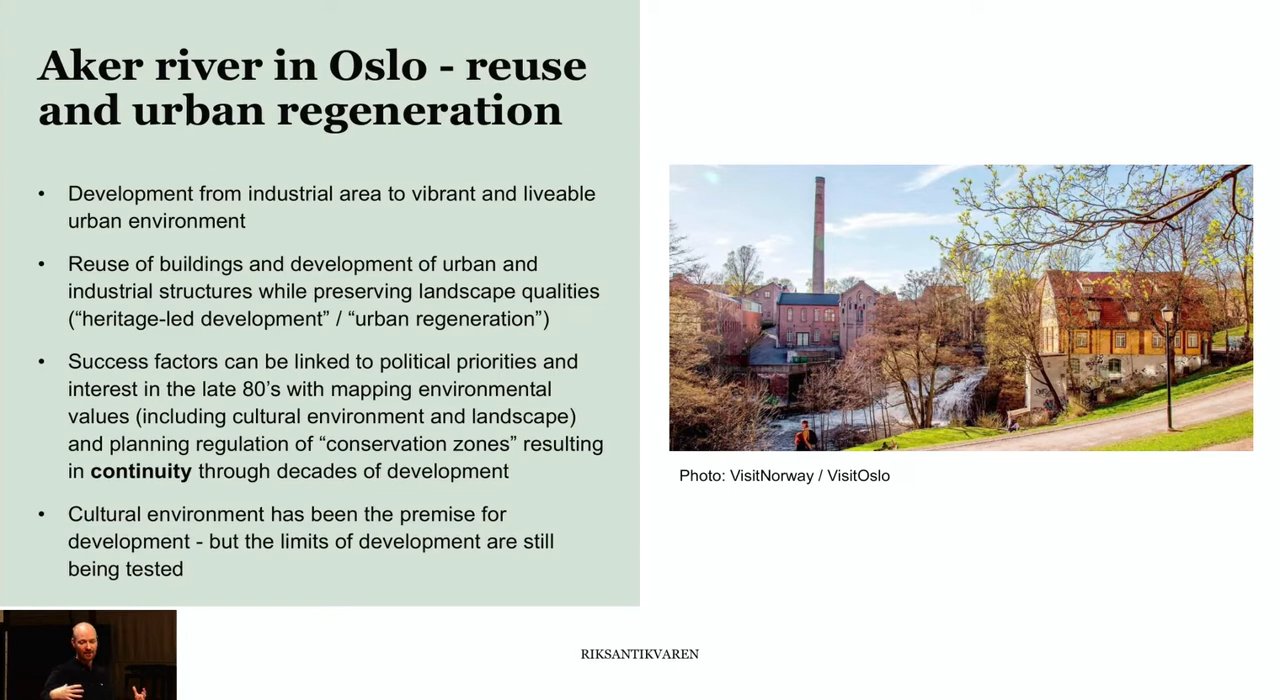 Aker river in Oslo - reuse
and urban regeneration
• Development from industrial area to vibrant and liveable
urban environment
• Reuse of buildings and development of urban and
industrial structures while preserving landscape qualities
(“heritage-led development” / “urban regeneration”)
• Success factors can be linked to political priorities and
interest in the late 80’s with mapping environmental
values (including cultural environment and landscape)
and planning regulation of “conservation zones” resulting
in continuity through decades of development
• Cultural environment has been the premise for
development - but the limits of development are still
being tested
Photo: VisitNorway / VisitOslo
RIKSANTIKVAREN